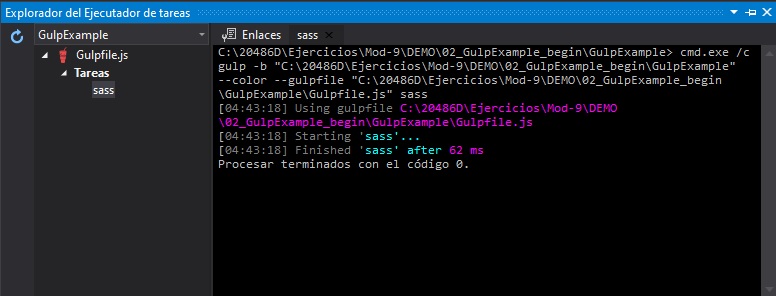 Explorador del Ejecutador de tareas
GulpExample
Gulpfile.js
Tareas
sass
Enlaces sass
C:\20486D\Ejercicios\Mod-9\DEMO\02_GulpExample_begin\GulpExample> cmd.exe /c
gulp -b "C:\20486D\Ejercicios\Mod-9\DEMO\02_GulpExample_begin\GulpExample"
--color --gulpfile "C:\20486D\Ejercicios\Mod-9\DEMO\02_GulpExample_begin
\GulpExample\Gulpfile.js" sass
[04:43:18] Using gulpfile C:\20486D\Ejercicios\Mod-9\DEMO
\02_GulpExample_begin\GulpExample\Gulpfile.js
[04:43:18] Starting 'sass'...
[04:43:18] Finished 'sass' after 62 ms
Procesar terminados con el código 0.